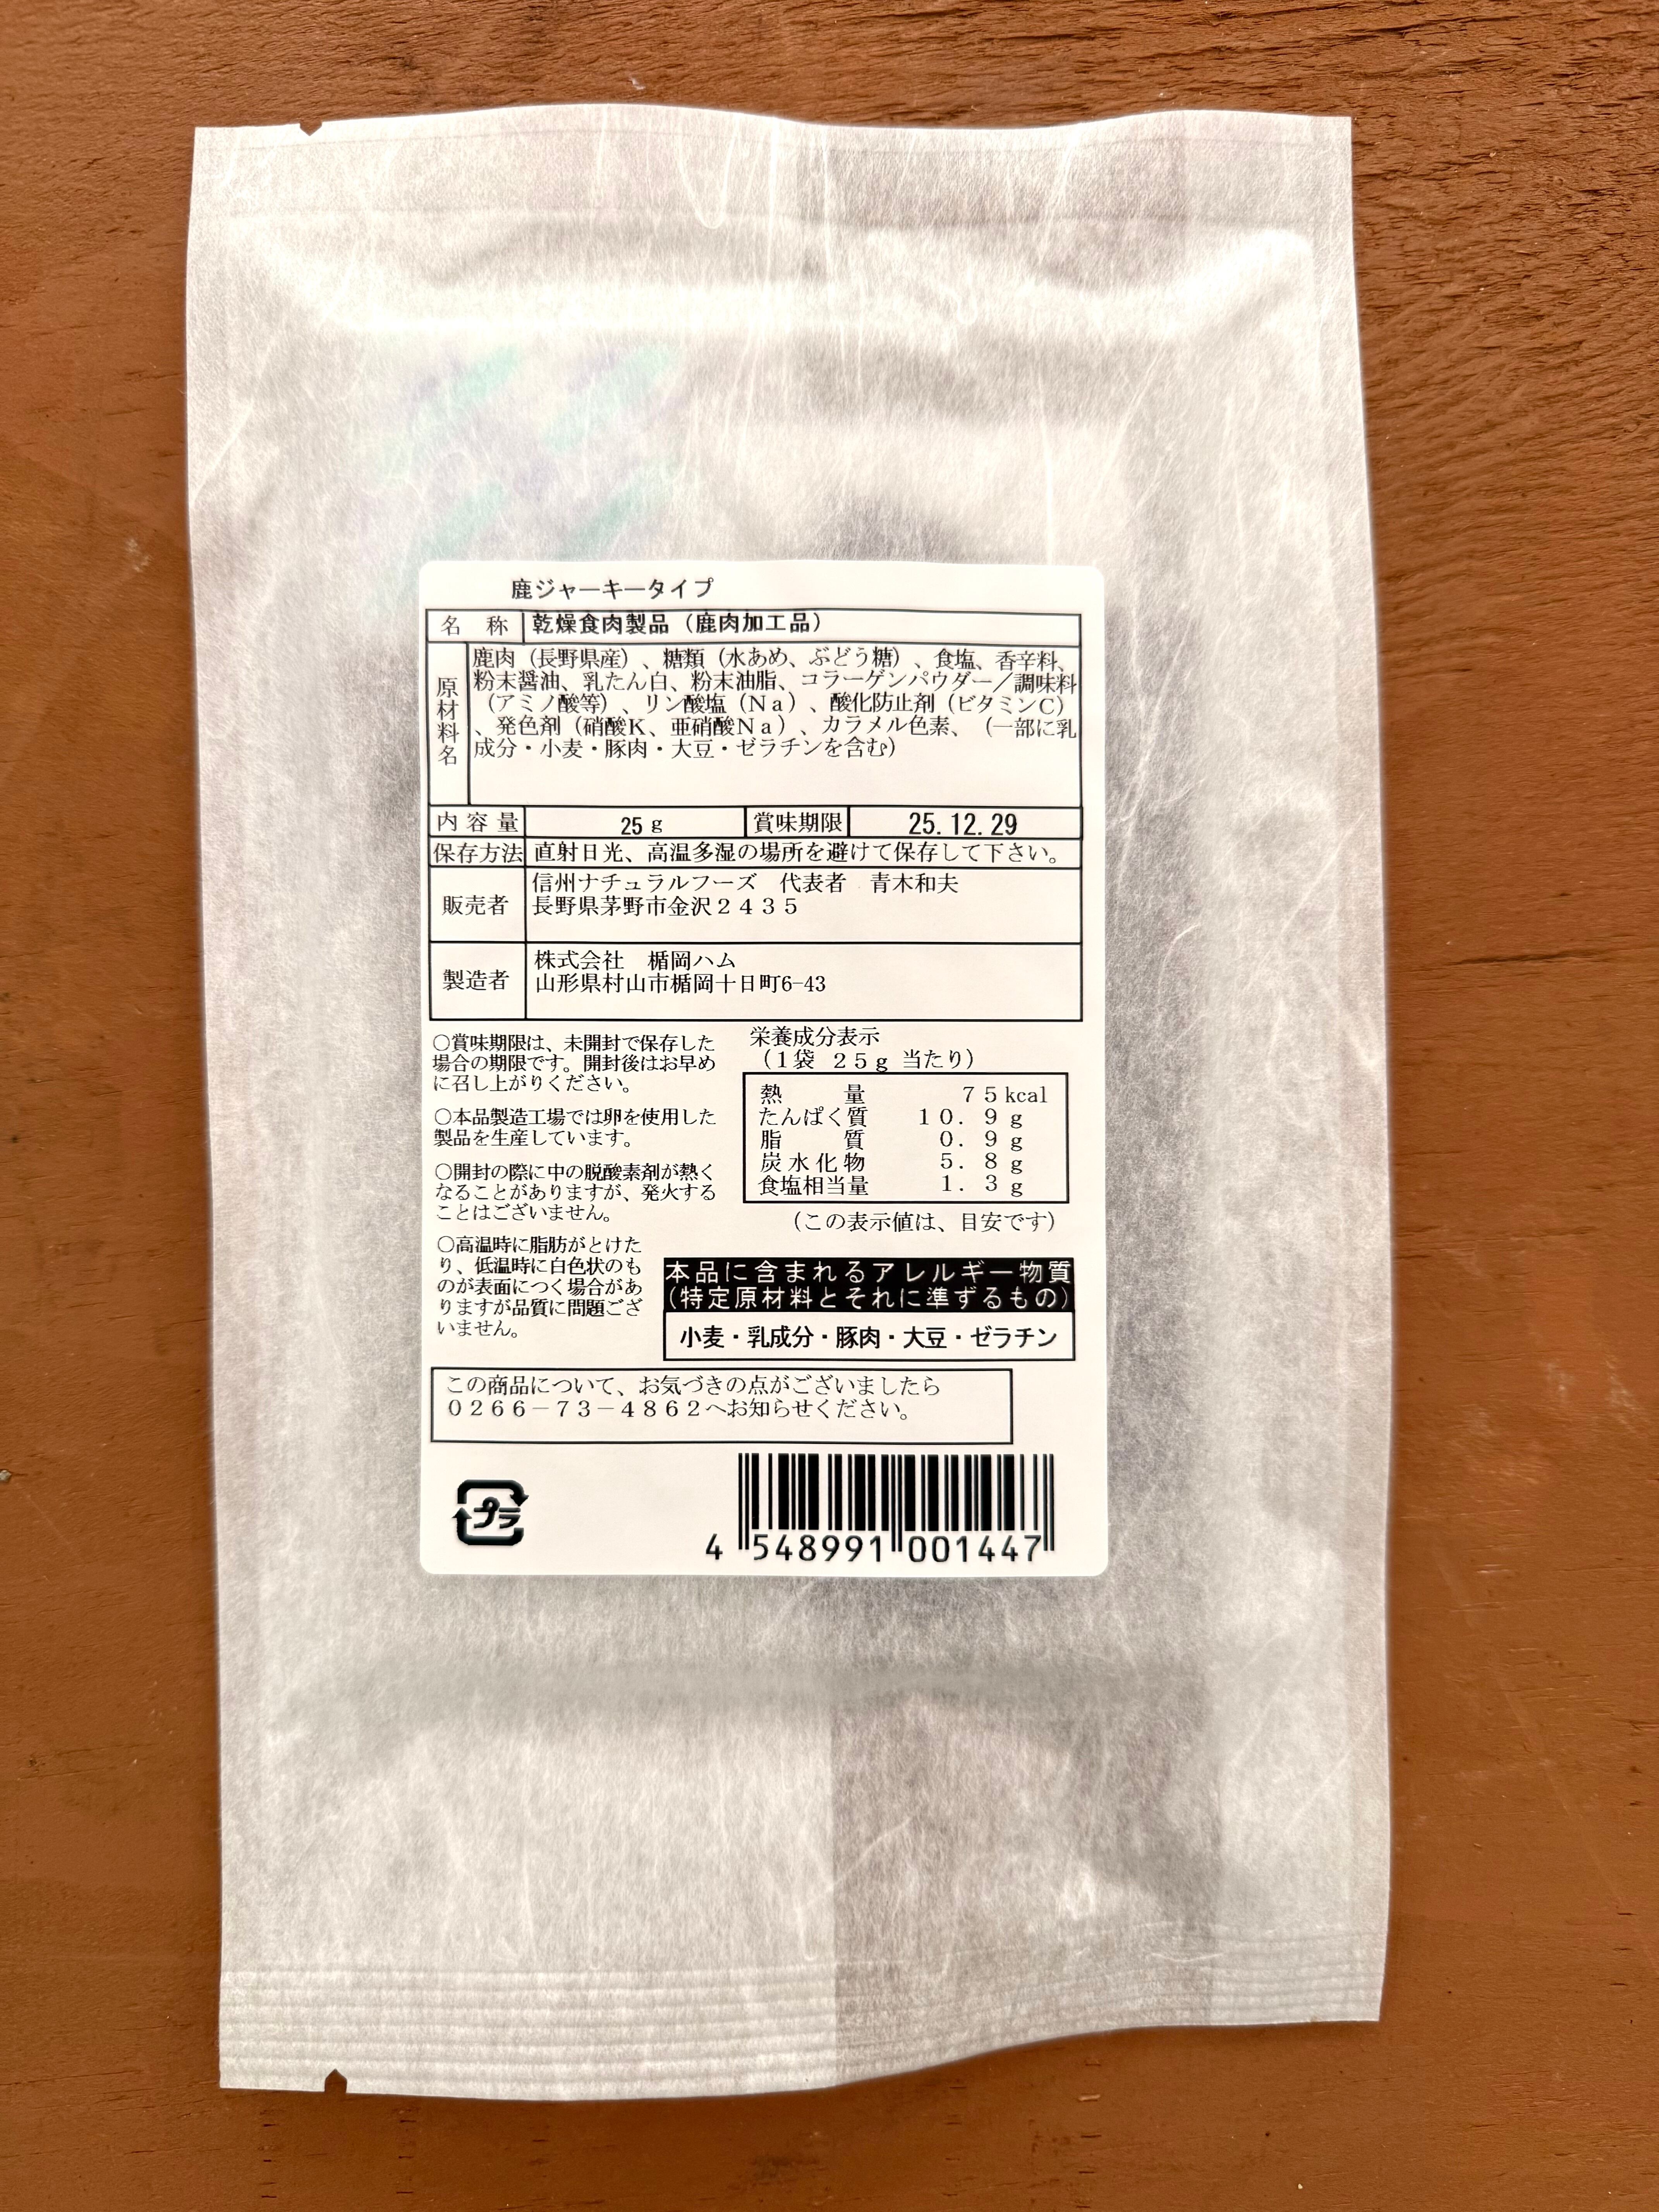 鹿ジャーキータイプ
名 称 乾燥食肉製品（鹿肉加工品）
原材料名 鹿肉（長野県産）、糖類（水あめ、ぶどう糖）、食塩、香辛料、
粉末醤油、乳たん白、粉末油脂、コラーゲンパウダー／調味料
（アミノ酸等）、リン酸塩（Ｎａ）、酸化防止剤（ビタミンＣ）
、発色剤（硝酸Ｋ、亜硝酸Ｎａ）、カラメル色素、（一部に乳
成分・小麦・豚肉・大豆・ゼラチンを含む）
内容量 25ｇ 賞味期限 25.12.29
保存方法 直射日光、高温多湿の場所を避けて保存して下さい。
販売者 信州ナチュラルフーズ　代表者　青木和夫
長野県茅野市金沢２４３５
製造者 株式会社　楯岡ハム
山形県村山市楯岡十日町6-43
〇賞味期限は、未開封で保存した
場合の期限です。開封後はお早め
に召し上がりください。
〇本品製造工場では卵を使用した
製品を生産しています。
〇開封の際に中の脱酸素剤が熱く
なることがありますが、発火する
ことはございません。
〇高温時に脂肪がとけた
り、低温時に白色状のも
のが表面につく場合があ
りますが品質に問題ござ
いません。
栄養成分表示
（１袋 ２５ｇ 当たり）
熱　量 ７５kcal
たんぱく質 １０．９ｇ
脂　質 ０．９ｇ
炭水化物 ５．８ｇ
食塩相当量 １．３ｇ
（この表示値は、目安です）
本品に含まれるアレルギー物質
（特定原材料とそれに準ずるもの）
小麦・乳成分・豚肉・大豆・ゼラチン
この商品について、お気づきの点がございましたら
０２６６－７３－４８６２へお知らせください。
プラ
4 548991 001447